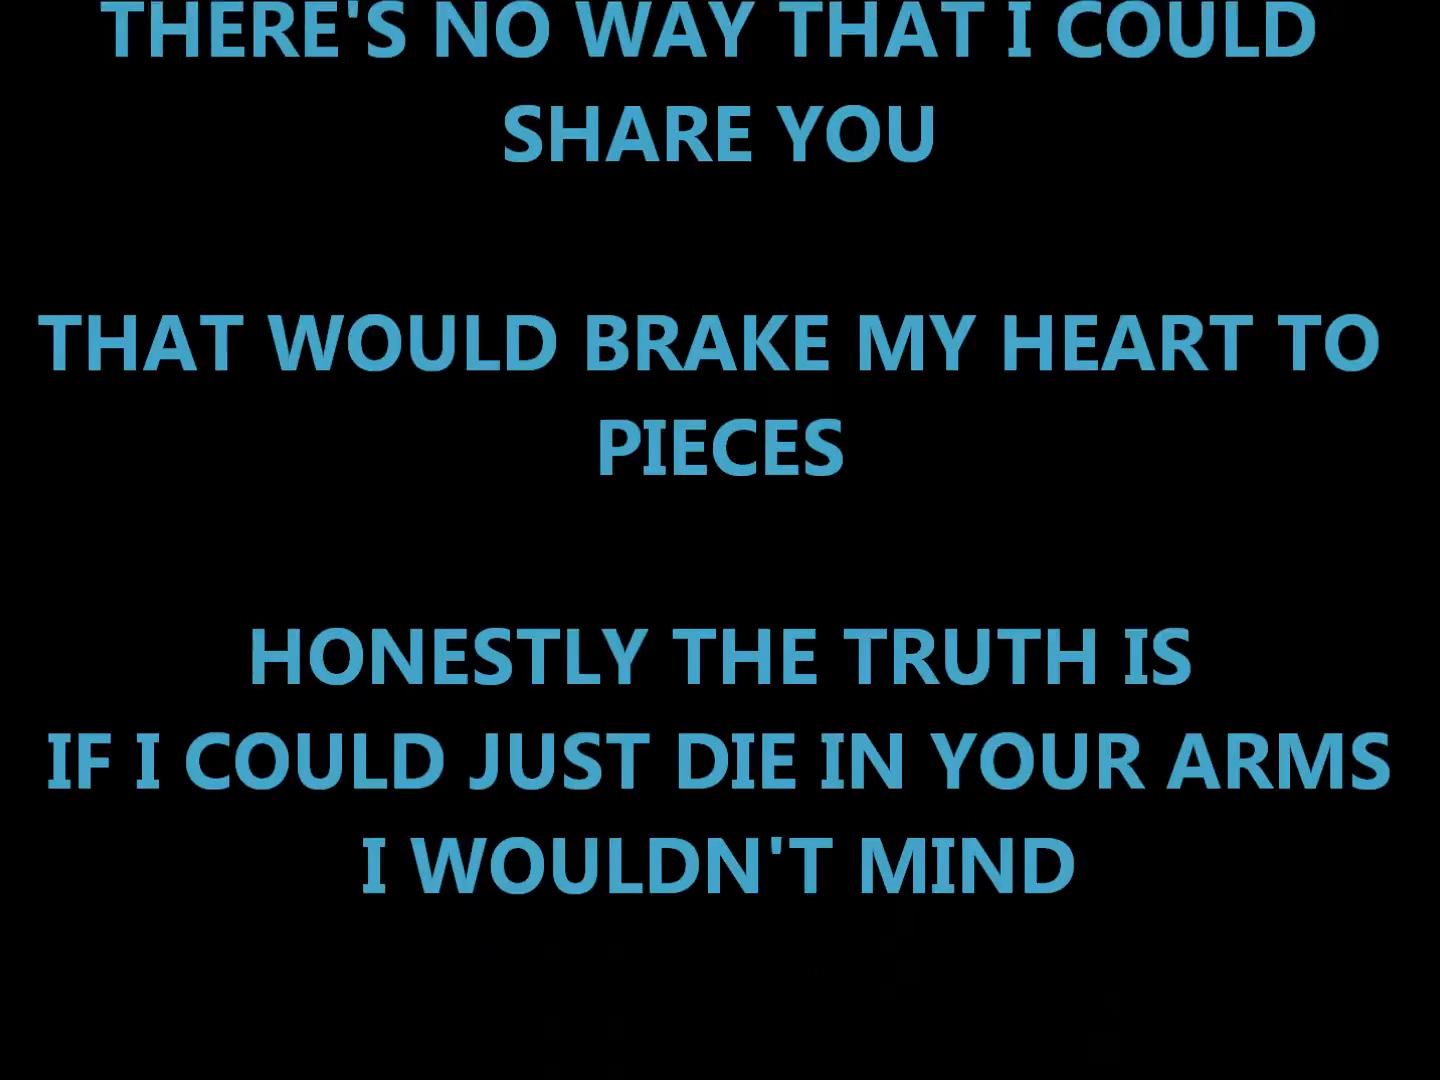 THERE'S NO WAY THAT I COULD
SHARE YOU
THAT WOULD BRAKE MY HEART TO
PIECES
HONESTLY THE TRUTH IS
IF I COULD JUST DIE IN YOUR ARMS
I WOULDN'T MIND